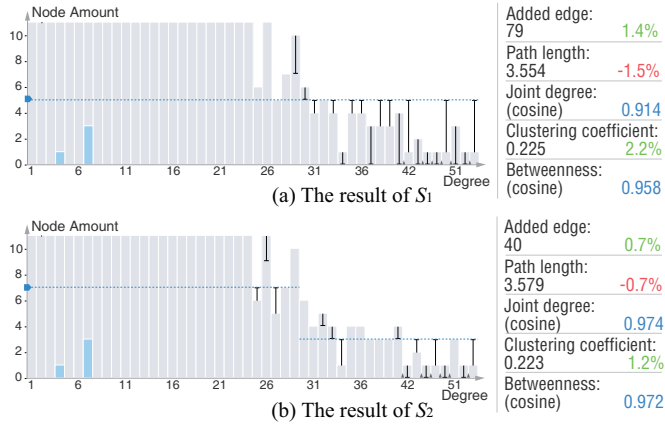 Node Amount
10
8
6
4
2
0
1 6 11 16 21 26 31 36 42 46 51
Degree
(a) The result of S1
Added edge:
79 1.4%
Path length:
3.554 -1.5%
Joint degree:
(cosine) 0.914
Clustering coefficient:
0.225 2.2%
Betweenness:
(cosine) 0.958
Node Amount
10
8
6
4
2
0
1 6 11 16 21 26 31 36 42 46 51
Degree
(b) The result of S2
Added edge:
40 0.7%
Path length:
3.579 -0.7%
Joint degree:
(cosine) 0.974
Clustering coefficient:
0.223 1.2%
Betweenness:
(cosine) 0.972